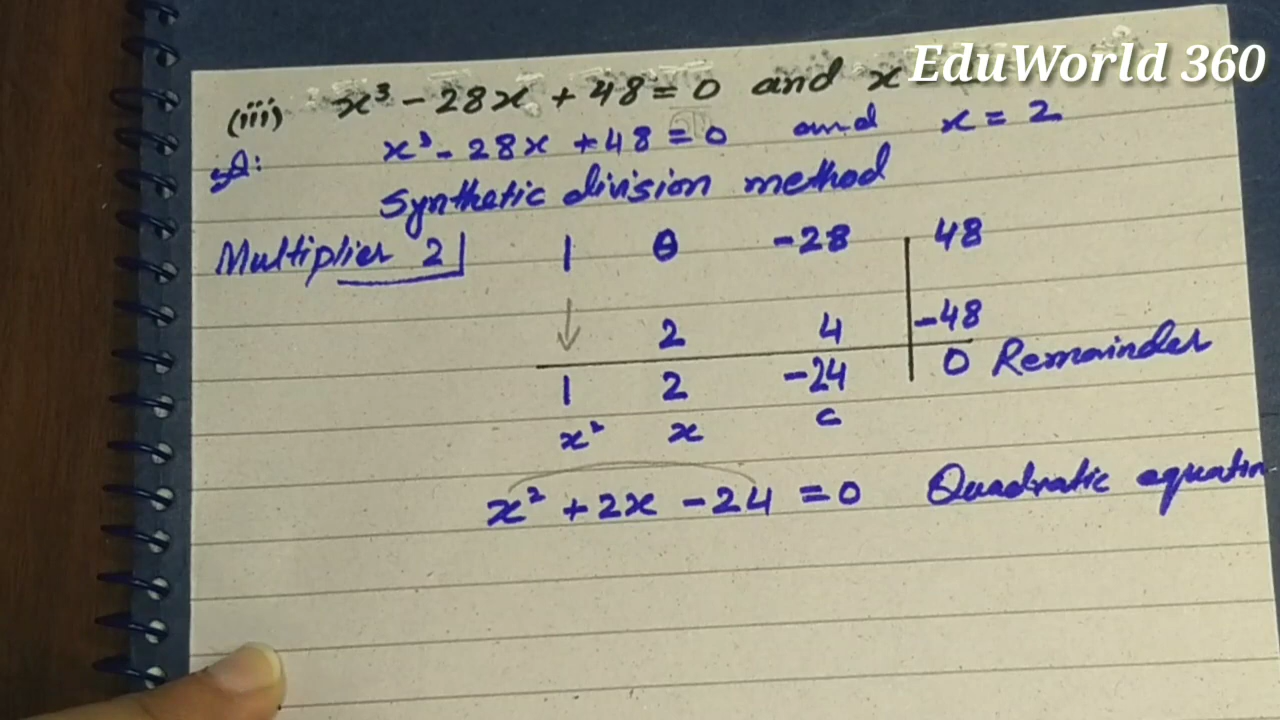 EduWorld 360
(iii) x³ - 28x + 48 = 0 and x
sol: x³ - 28x + 48 = 0 and x = 2
Synthetic division method
Multiplier 2 1 0 -28 48
2 4 -48
1 2 -24 0 Remainder
x² x c
x² + 2x - 24 = 0 Quadratic equation